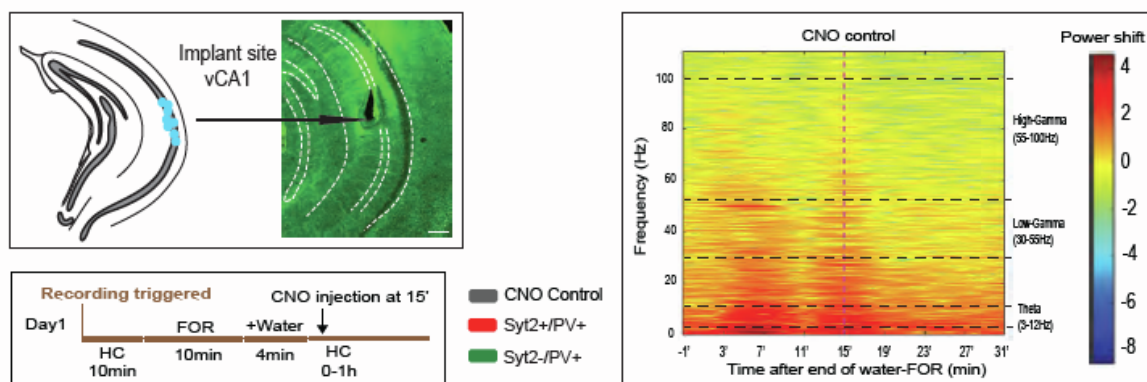 Implant site
vCA1
Recording triggered
CNO injection at 15'
Day1
FOR
+Water
HC
10min
4min
HC
10min
0-1h
CNO Control
Syt2+/PV+
Syt2-/PV+
CNO control
Power shift
Frequency (Hz)
100
80
60
40
20
0
-1'
3'
7'
11'
15'
19'
23'
27'
31'
Time after end of water-FOR (min)
High-Gamma
(55-100Hz)
Low-Gamma
(30-55Hz)
Theta
(3-12Hz)
4
2
0
-2
-4
-6
-8